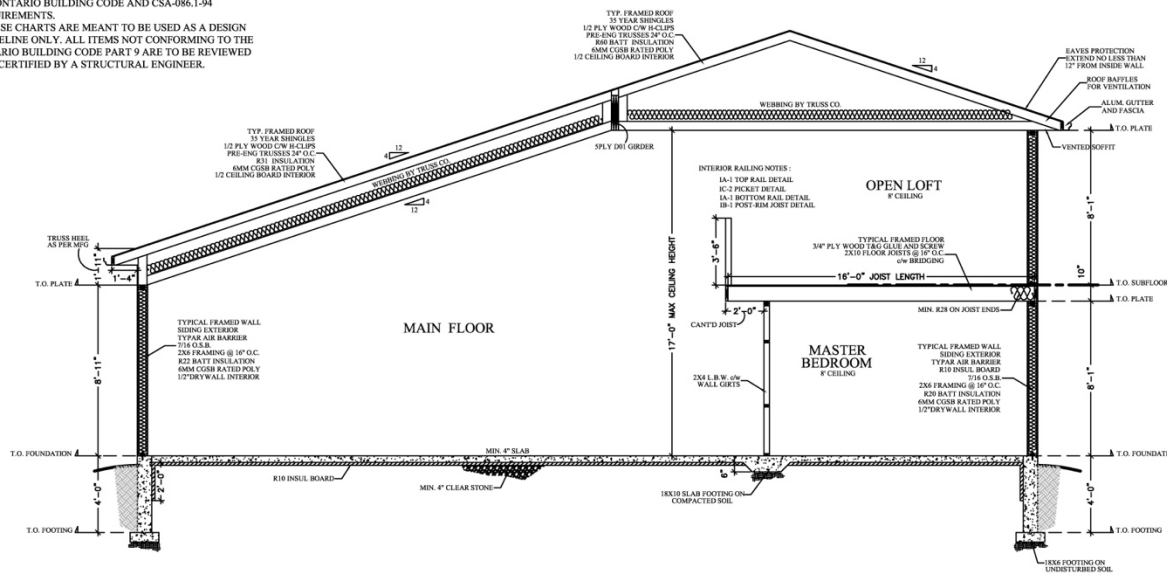 ONTARIO BUILDING CODE AND CSA-086.1-94
ARE MEANT TO BE USED AS A DESIGN
ONLY. ALL ITEMS NOT CONFORMING TO THE
BUILDING CODE PART 9 ARE TO BE REVIEWED
CERTIFIED BY A STRUCTURAL ENGINEER.
TYP. FRAMED ROOF
35 YEAR SHINGLES
1/2 PLY WOOD C/W H-CLIPS
PRE-ENG TRUSSES 24" O.C.
R60 BATT INSULATION
6MM CGSB RATED POLY
1/2 CEILING BOARD INTERIOR
12
4
EAVES PROTECTION
EXTEND NO LESS THAN
12" FROM INSIDE WALL
ROOF BAFFLES
FOR VENTILATION
ALUM. GUTTER
AND FASCIA
T.O. PLATE
VENTED SOFFIT
WEBBING BY TRUSS CO.
5PLY D01 GIRDER
TYP. FRAMED ROOF
35 YEAR SHINGLES
1/2 PLY WOOD C/W H-CLIPS
PRE-ENG TRUSSES 24" O.C.
R31 INSULATION
6MM CGSB RATED POLY
1/2 CEILING BOARD INTERIOR
12
4
WEBBING BY TRUSS CO.
4
12
INTERIOR RAILING NOTES :
IA-1 TOP RAIL DETAIL
IC-2 PICKET DETAIL
IA-1 BOTTOM RAIL DETAIL
IB-1 POST-RIM JOIST DETAIL
OPEN LOFT
8' CEILING
8'-1"
TYPICAL FRAMED FLOOR
3/4" PLY WOOD T&G GLUE AND SCREW
2X10 FLOOR JOISTS @ 16" O.C.
c/w BRIDGING
3'-6"
16'-0" JOIST LENGTH
10"
T.O. SUBFLOOR
T.O. PLATE
MIN. R28 ON JOIST ENDS
2'-0"
CANT'D JOIST
TRUSS HEEL
AS PER MFG
1'-11"
1'-4"
T.O. PLATE
17'-0" MAX CEILING HEIGHT
MAIN FLOOR
TYPICAL FRAMED WALL
SIDING EXTERIOR
TYPAR AIR BARRIER
7/16 O.S.B.
2X6 FRAMING @ 16" O.C.
R22 BATT INSULATION
6MM CGSB RATED POLY
1/2"DRYWALL INTERIOR
8'-11"
MASTER
BEDROOM
8' CEILING
2X4 L.B.W. c/w
WALL GIRTS
TYPICAL FRAMED WALL
SIDING EXTERIOR
TYPAR AIR BARRIER
R10 INSUL BOARD
7/16 O.S.B.
2X6 FRAMING @ 16" O.C.
R20 BATT INSULATION
6MM CGSB RATED POLY
1/2"DRYWALL INTERIOR
8'-1"
T.O. FOUNDATION
MIN. 4" SLAB
R10 INSUL BOARD
MIN. 4" CLEAR STONE
6"
18X10 SLAB FOOTING ON
COMPACTED SOIL
2'-0"
4'-0"
4'-0"
T.O. FOOTING
T.O. FOOTING
18X6 FOOTING ON
UNDISTURBED SOIL